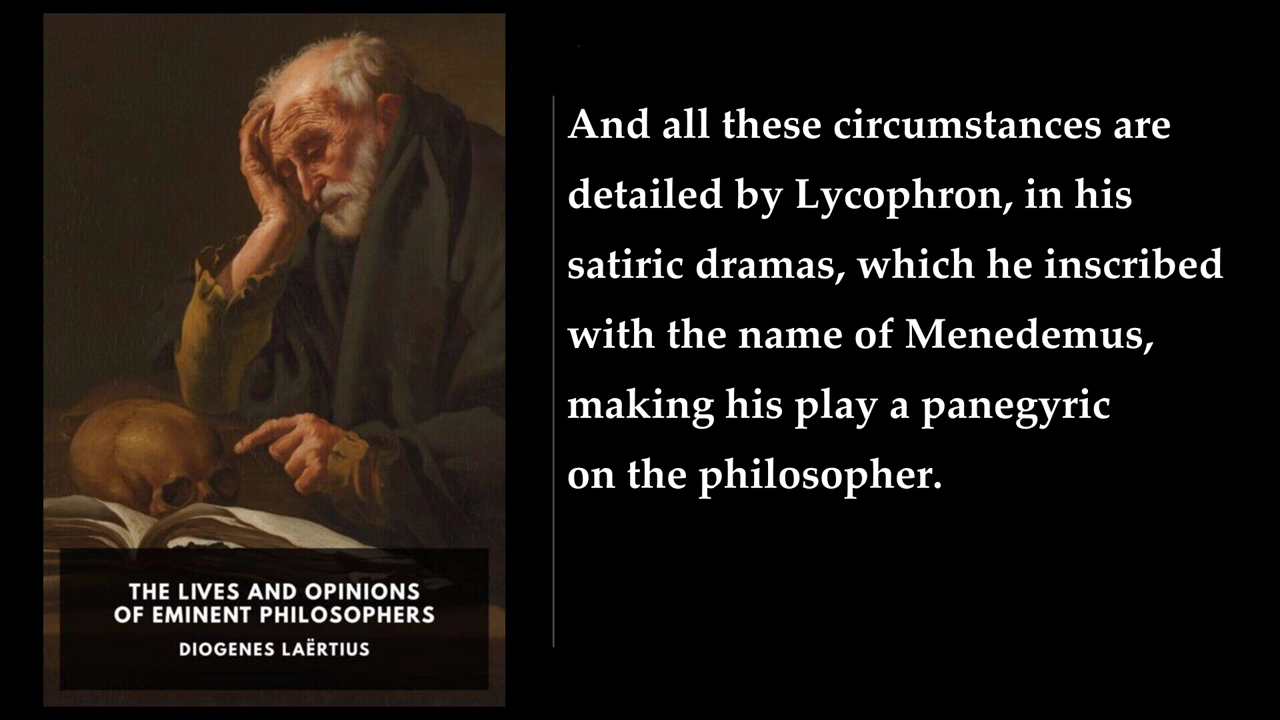 And all these circumstances are
detailed by Lycophron, in his
satiric dramas, which he inscribed
with the name of Menedemus,
making his play a panegyric
on the philosopher.
THE LIVES AND OPINIONS
OF EMINENT PHILOSOPHERS
DIOGENES LAËRTIUS